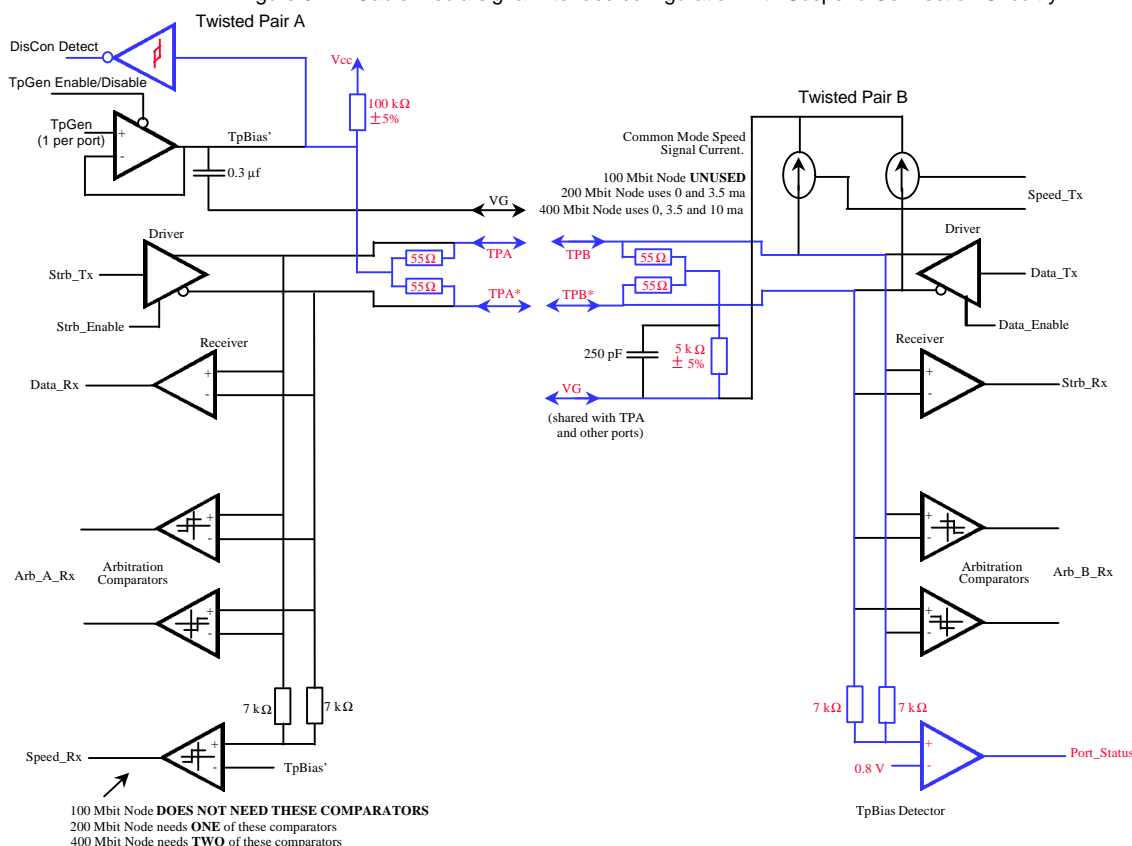 Twisted Pair A
DisCon Detect
TpGen Enable/Disable
TpGen
(1 per port)
+
-
TpBias'
0.3 µf
Vcc
100 kΩ
±5%
VG
Twisted Pair B
Common Mode Speed
Signal Current.
100 Mbit Node UNUSED
200 Mbit Node uses 0 and 3.5 ma
400 Mbit Node uses 0, 3.5 and 10 ma
Speed_Tx
Driver
Strb_Tx
Strb_Enable
55Ω
55Ω
TPA
TPA*
TPB
TPB*
55Ω
55Ω
Driver
Data_Tx
Data_Enable
Receiver
Data_Rx
+
-
250 pF
5 kΩ
± 5%
VG
(shared with TPA
and other ports)
Receiver
+
-
Strb_Rx
+
-
Arb_A_Rx
Arbitration
Comparators
+
-
+
-
Arbitration
Comparators
Arb_B_Rx
+
-
7 kΩ
7 kΩ
7 kΩ
7 kΩ
Speed_Rx
+
-
TpBias'
+
-
0.8 V
Port_Status
TpBias Detector
100 Mbit Node DOES NOT NEED THESE COMPARATORS
200 Mbit Node needs ONE of these comparators
400 Mbit Node needs TWO of these comparators